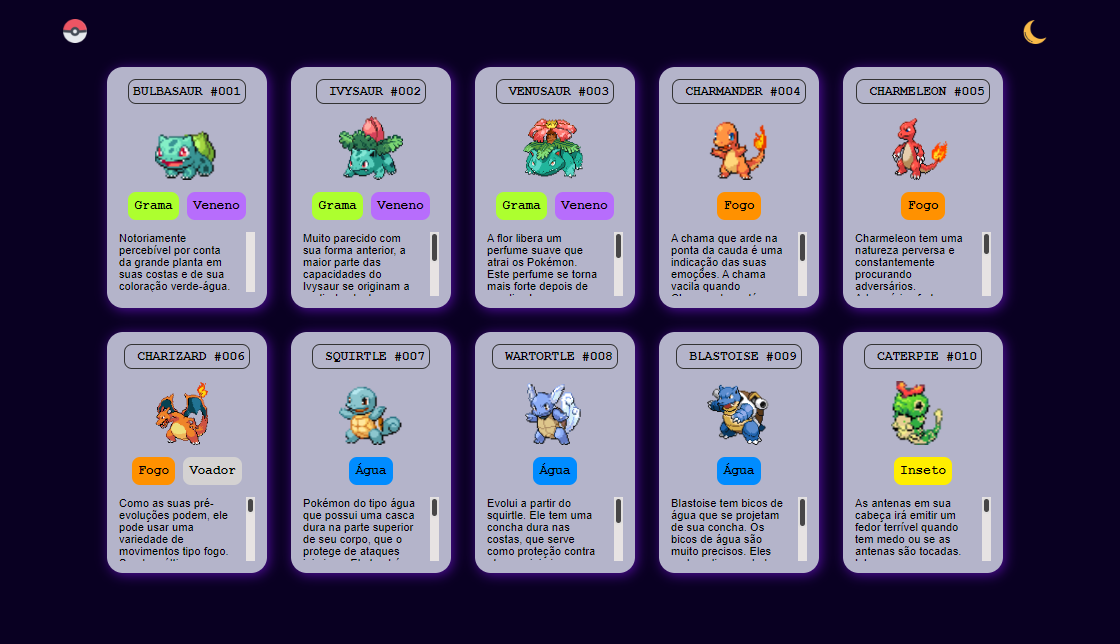 BULBASAUR #001
Grama Veneno
Notoriamente
percebível por conta
da grande planta em
suas costas e de sua
coloração verde-água.
IVYSAUR #002
Grama Veneno
Muito parecido com
sua forma anterior, a
maior parte das
capacidades do
Ivysaur se originam a
VENUSAUR #003
Grama Veneno
A flor libera um
perfume suave que
atrai os Pokémon.
Este perfume se torna
mais forte depois de
CHARMANDER #004
Fogo
A chama que arde na
ponta da cauda é uma
indicação das suas
emoções. A chama
vacila quando
CHARMELEON #005
Fogo
Charmeleon tem uma
natureza perversa e
constantemente
procurando
adversários.
CHARIZARD #006
Fogo Voador
Como as suas pré-
evoluções podem, ele
pode usar uma
variedade de
movimentos tipo fogo.
SQUIRTLE #007
Água
Pokémon do tipo água
que possui uma casca
dura na parte superior
de seu corpo, que o
protege de ataques
WARTORTLE #008
Água
Evolui a partir do
squirtle. Ele tem uma
concha dura nas
costas, que serve
como proteção contra
BLASTOISE #009
Água
Blastoise tem bicos de
água que se projetam
de sua concha. Os
bicos de água são
muito precisos. Eles
CATERPIE #010
Inseto
As antenas em sua
cabeça irá emitir um
fedor terrível quando
tem medo ou se as
antenas são tocadas.